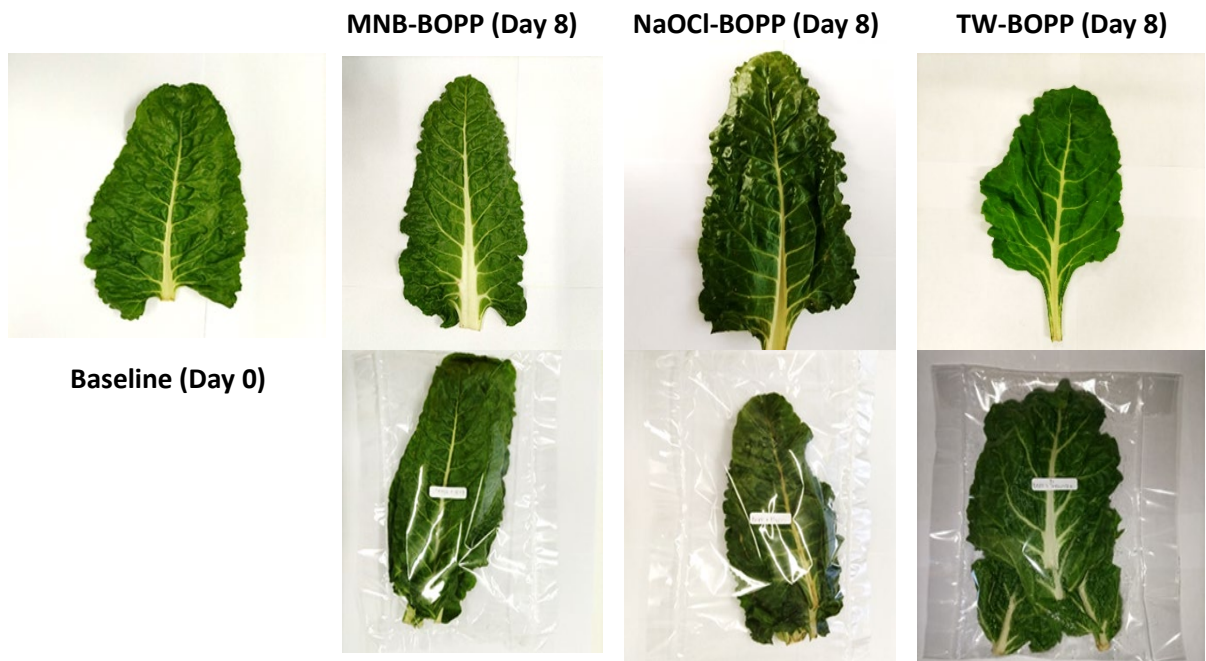 MNB-BOPP (Day 8)
NaOCl-BOPP (Day 8)
TW-BOPP (Day 8)
Baseline (Day 0)